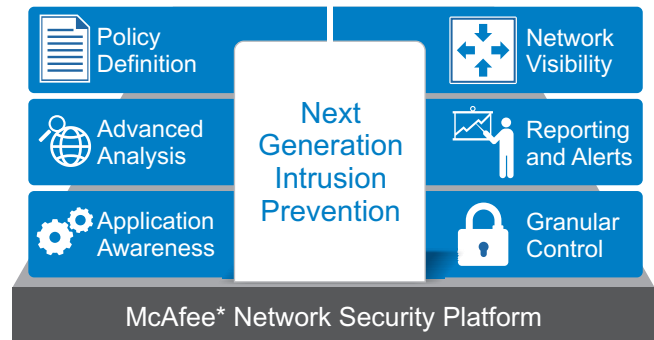 Policy
Definition
Advanced
Analysis
Application
Awareness
Next
Generation
Intrusion
Prevention
Network
Visibility
Reporting
and Alerts
Granular
Control
McAfee* Network Security Platform